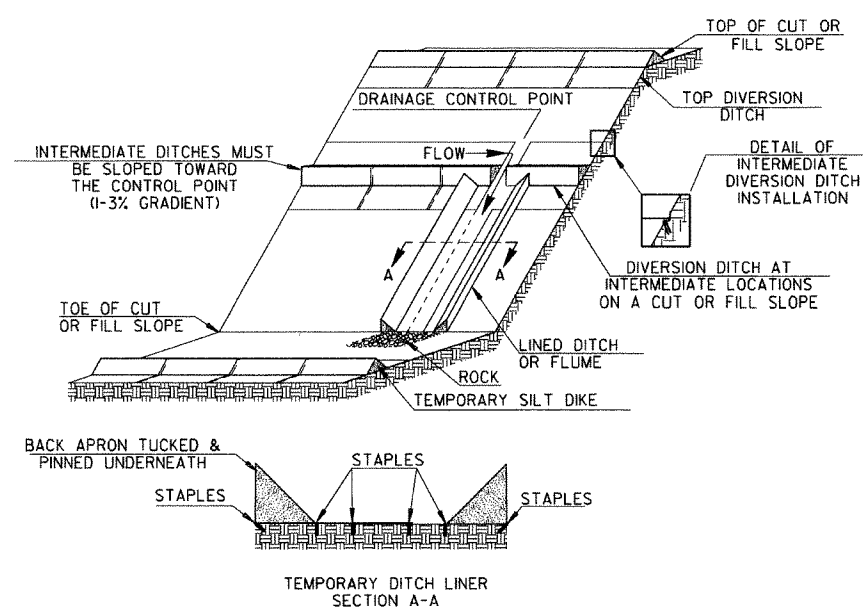 TOP OF CUT OR
FILL SLOPE
DRAINAGE CONTROL POINT
TOP DIVERSION
DITCH
INTERMEDIATE DITCHES MUST
BE SLOPED TOWARD
THE CONTROL POINT
(1-3% GRADIENT)
FLOW
DETAIL OF
INTERMEDIATE
DIVERSION DITCH
INSTALLATION
A
A
DIVERSION DITCH AT
INTERMEDIATE LOCATIONS
ON A CUT OR FILL SLOPE
TOE OF CUT
OR FILL SLOPE
LINED DITCH
OR FLUME
ROCK
TEMPORARY SILT DIKE
BACK APRON TUCKED &
PINNED UNDERNEATH
STAPLES
STAPLES
STAPLES
TEMPORARY DITCH LINER
SECTION A-A